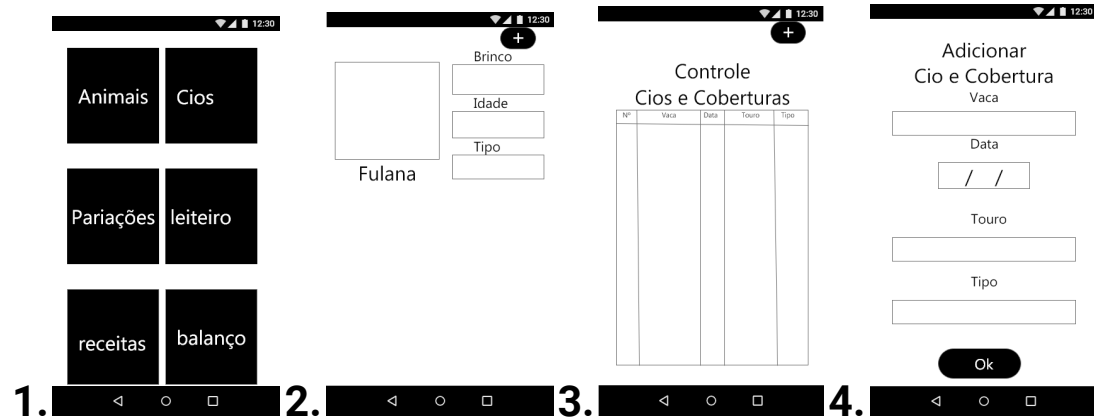 12:30
Animais
Cios
Pariações
leiteiro
receitas
balanço
1.
12:30
+
Brinco
Idade
Tipo
Fulana
2.
12:30
+
Controle
Cios e Coberturas
Nº Vaca Data Touro Tipo
3.
12:30
Adicionar
Cio e Cobertura
Vaca
Data
/ /
Touro
Tipo
Ok
4.